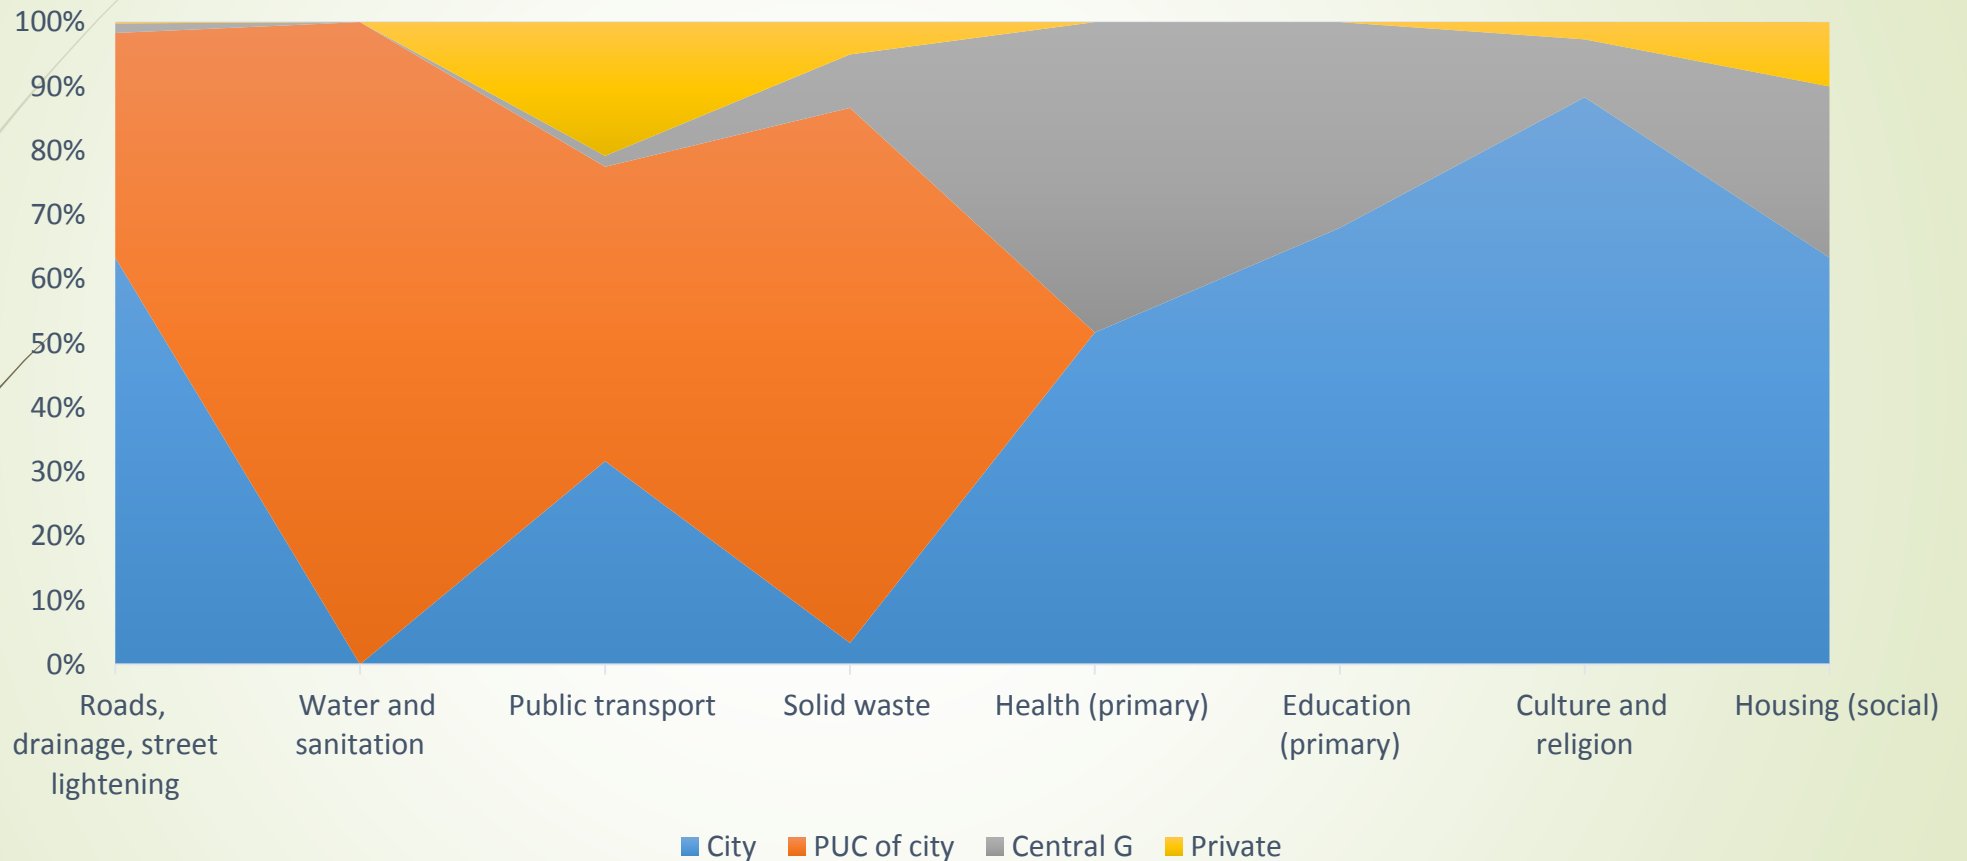 100%
90%
80%
70%
60%
50%
40%
30%
20%
10%
0%
Roads,
drainage, street
lightening
Water and
sanitation
Public transport
Solid waste
Health (primary)
Education
(primary)
Culture and
religion
Housing (social)
City PUC of city Central G Private